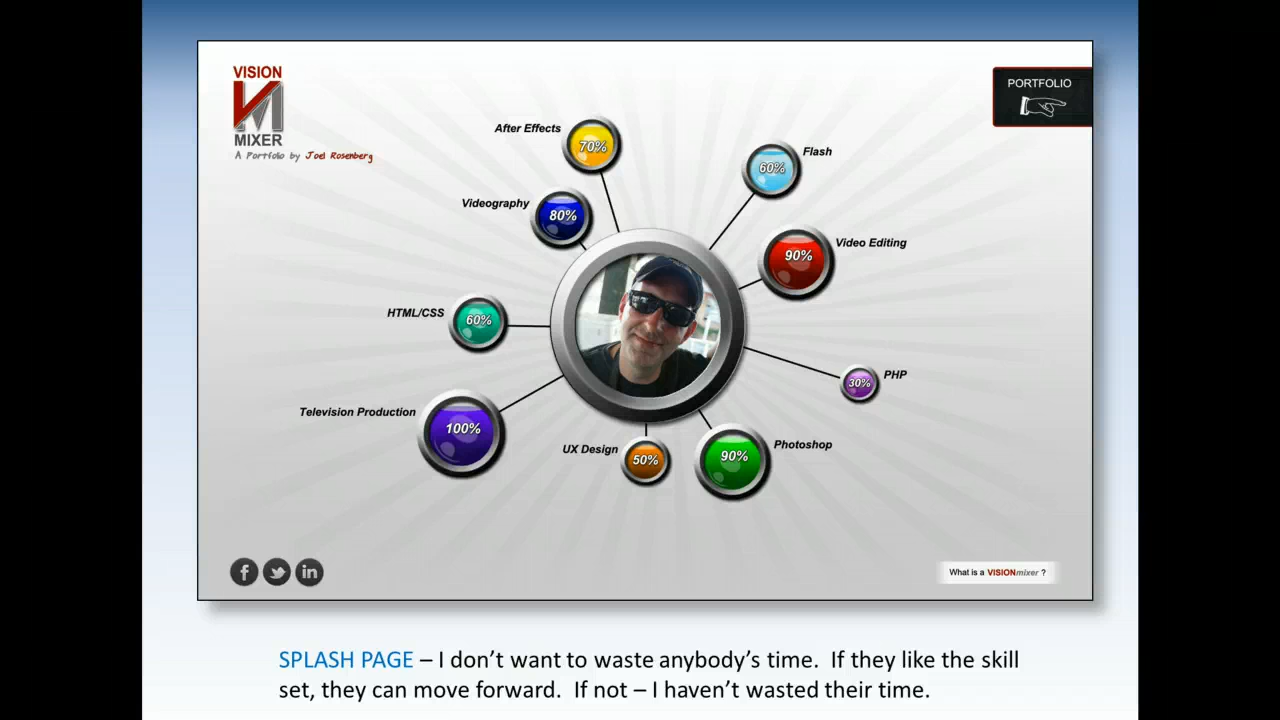 VISION
MIXER
A Portfolio by Joel Rosenberg
PORTFOLIO
After Effects
70%
Flash
60%
Videography
80%
Video Editing
90%
HTML/CSS
60%
PHP
30%
Television Production
100%
UX Design
50%
Photoshop
90%
f
in
What is a VISIONmixer ?
SPLASH PAGE – I don’t want to waste anybody’s time.  If they like the skill
set, they can move forward.  If not – I haven’t wasted their time.